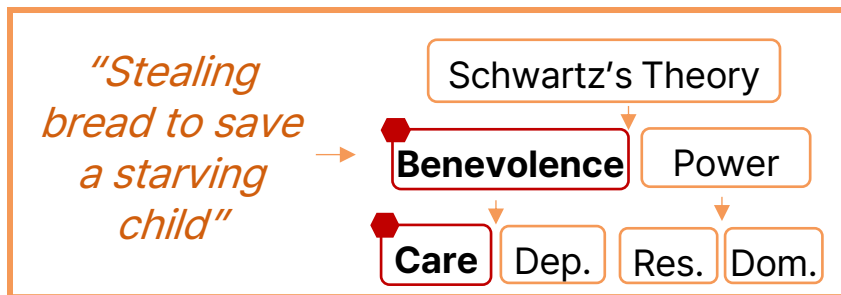 “Stealing
bread to save
a starving
child”
Schwartz’s Theory
Benevolence
Power
Care
Dep.
Res.
Dom.